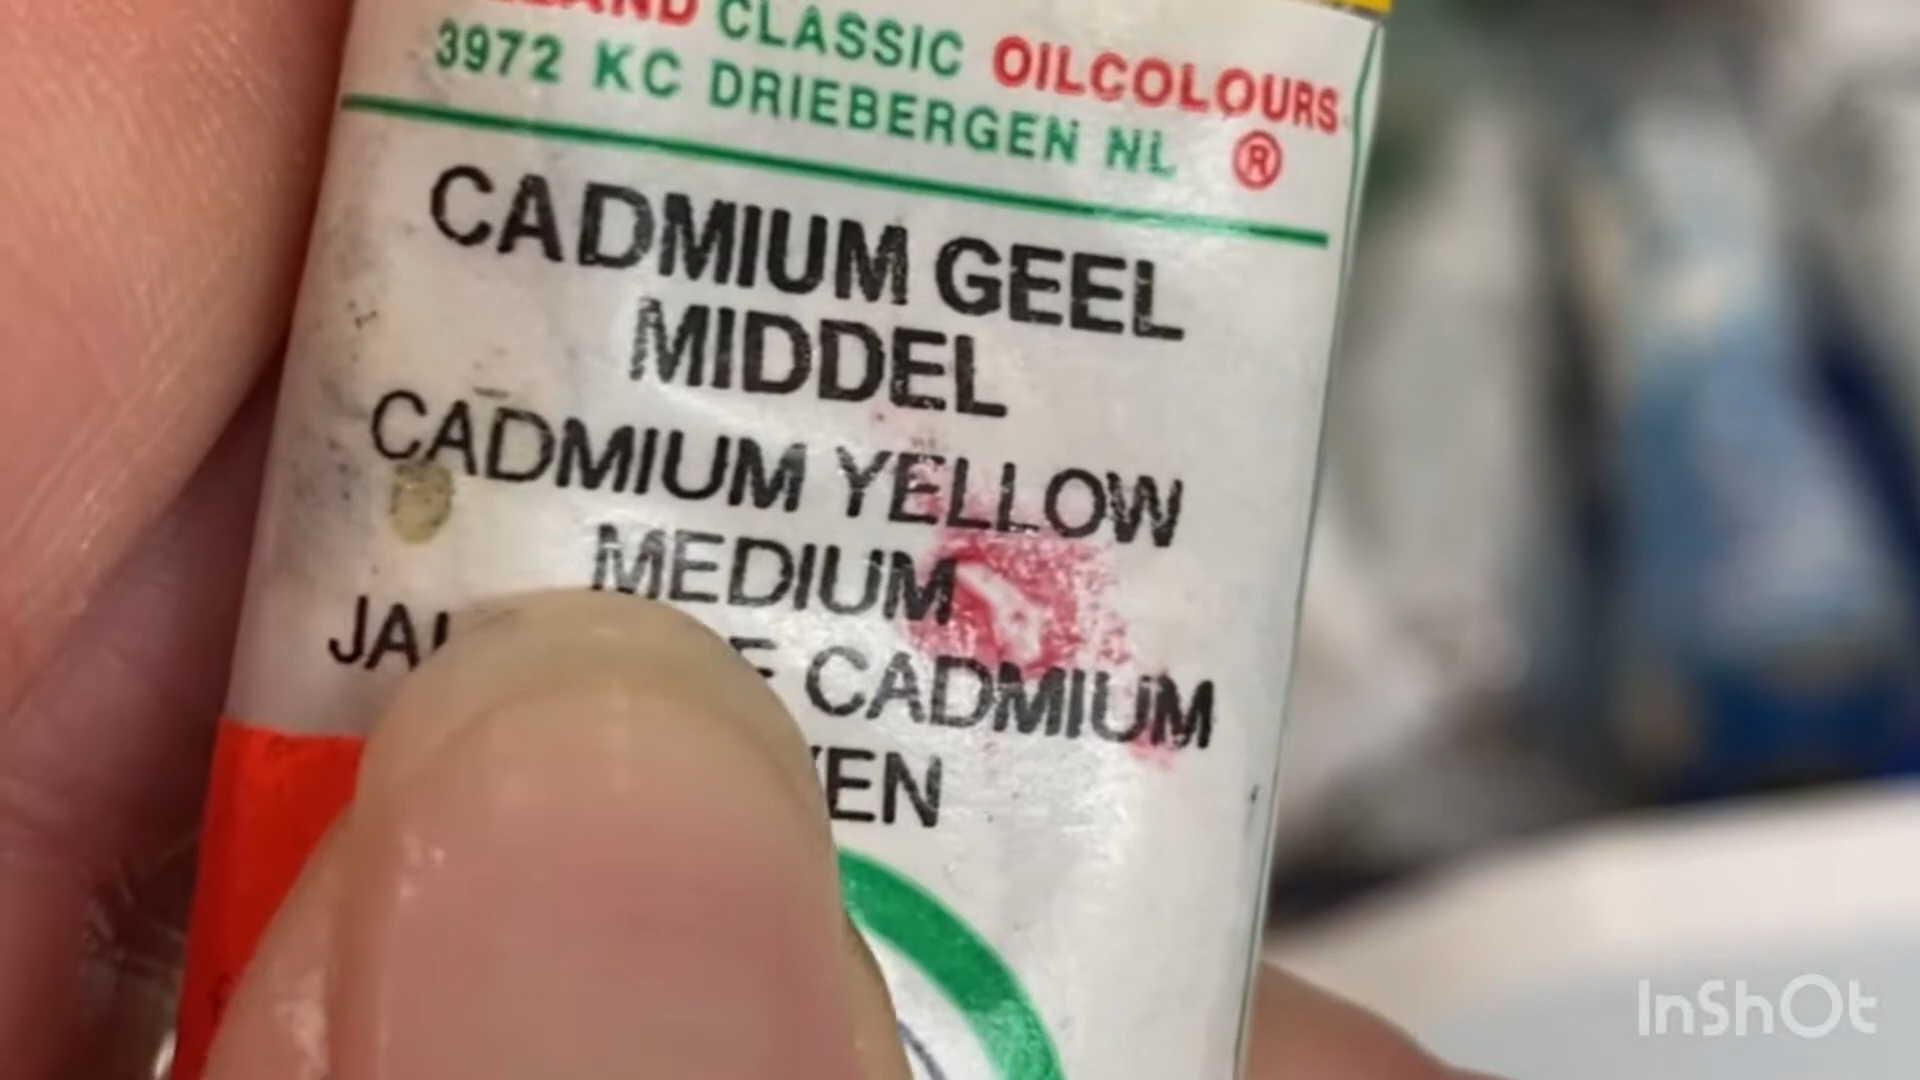 CLASSIC OILCOLOURS
3972 KC DRIEBERGEN NL ®
CADMIUM GEEL
MIDDEL
CADMIUM YELLOW
MEDIUM
CADMIUM
InShOt